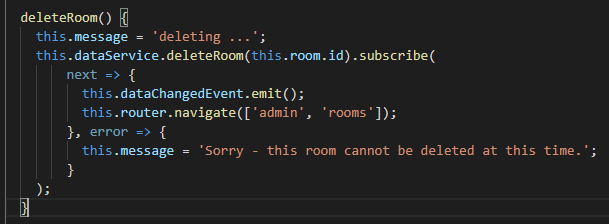 deleteRoom() {
  this.message = 'deleting ...';
  this.dataService.deleteRoom(this.room.id).subscribe(
      next => {
        this.dataChangedEvent.emit();
        this.router.navigate(['admin', 'rooms']);
      }, error => {
        this.message = 'Sorry - this room cannot be deleted at this time.';
      }
  );
}